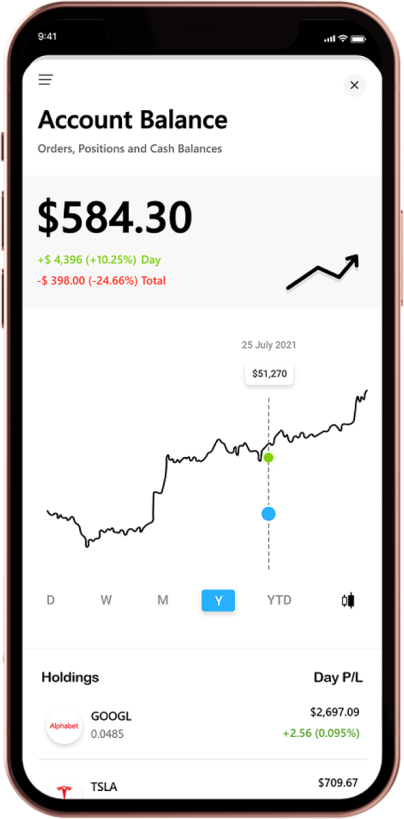 9:41
Account Balance
Orders, Positions and Cash Balances
$584.30
+$ 4,396 (+10.25%) Day
-$ 398.00 (-24.66%) Total
25 July 2021
$51,270
D W M Y YTD
Holdings Day P/L
Alphabet GOOGL $2,697.09
0.0485 +2.56 (0.095%)
TSLA $709.67